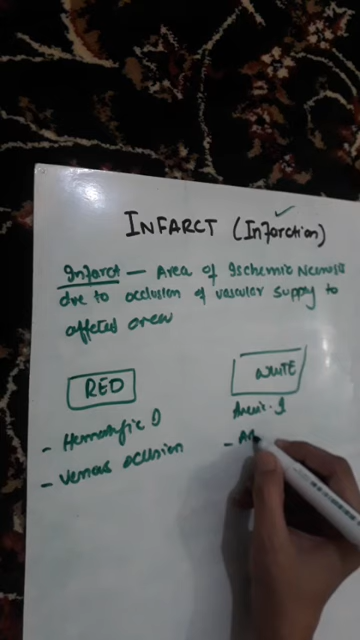 INFARCT (Infarction)
Infarct - Area of Ischemic Necrosis
due to occlusion of vascular supply to
affected area
RED
WHITE
- Hemorrhagic I
- Venous occlusion
Anemic I
- A